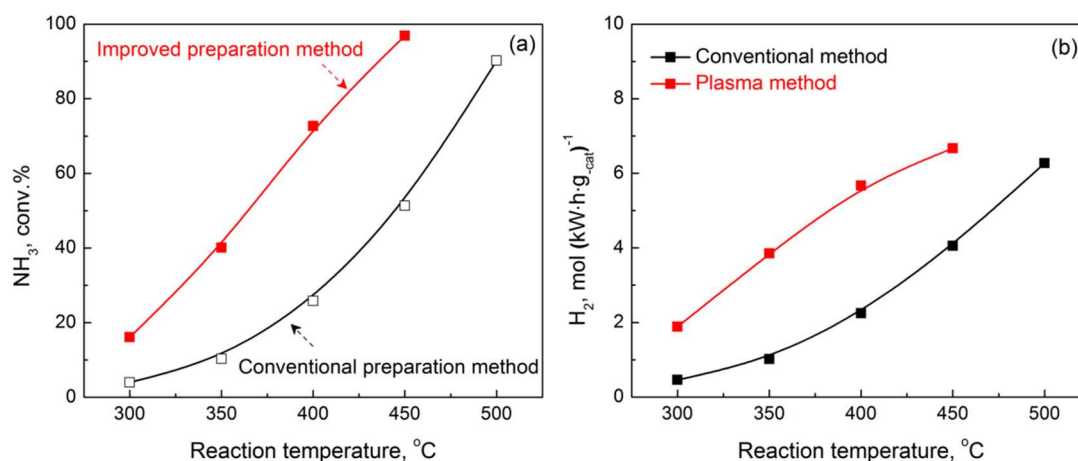 (a)
Improved preparation method
Conventional preparation method
NH3, conv.%
100
80
60
40
20
0
300 350 400 450 500
Reaction temperature, °C
(b)
Conventional method
Plasma method
H2, mol (kW·h·g-cat)-1
10
8
6
4
2
0
300 350 400 450 500
Reaction temperature, °C